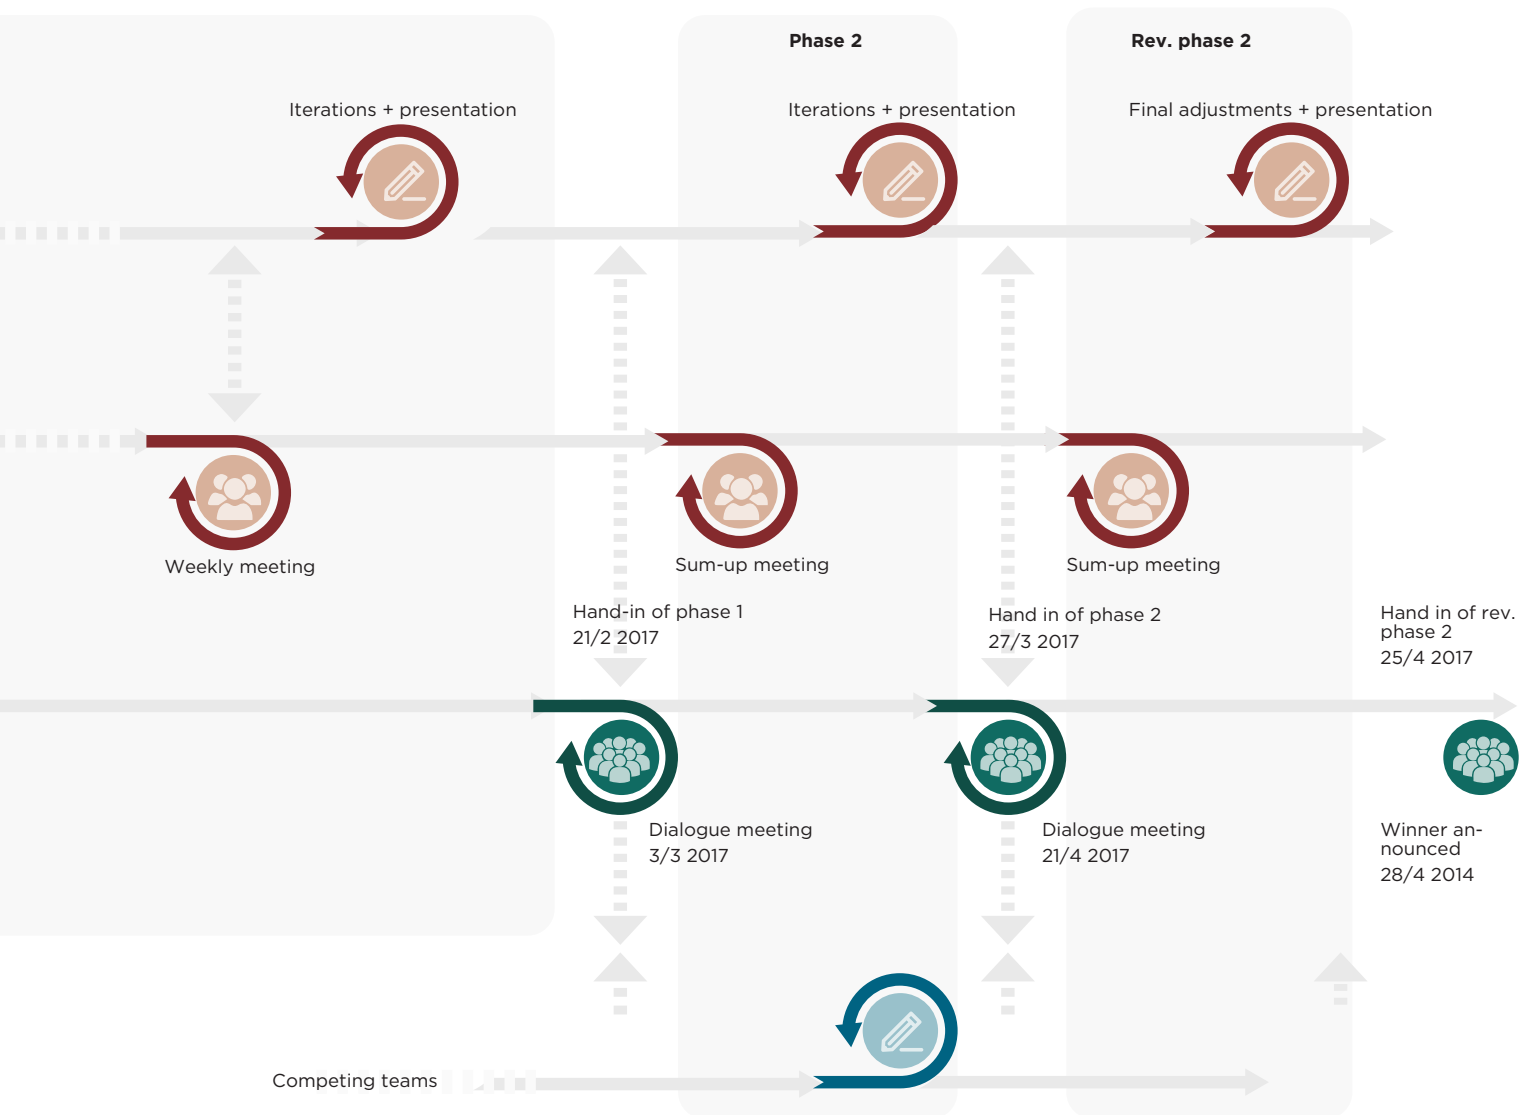 Phase 2
Rev. phase 2
Iterations + presentation
Iterations + presentation
Final adjustments + presentation
Weekly meeting
Sum-up meeting
Sum-up meeting
Hand-in of phase 1
21/2 2017
Hand in of phase 2
27/3 2017
Hand in of rev.
phase 2
25/4 2017
Dialogue meeting
3/3 2017
Dialogue meeting
21/4 2017
Winner an-
nounced
28/4 2014
Competing teams